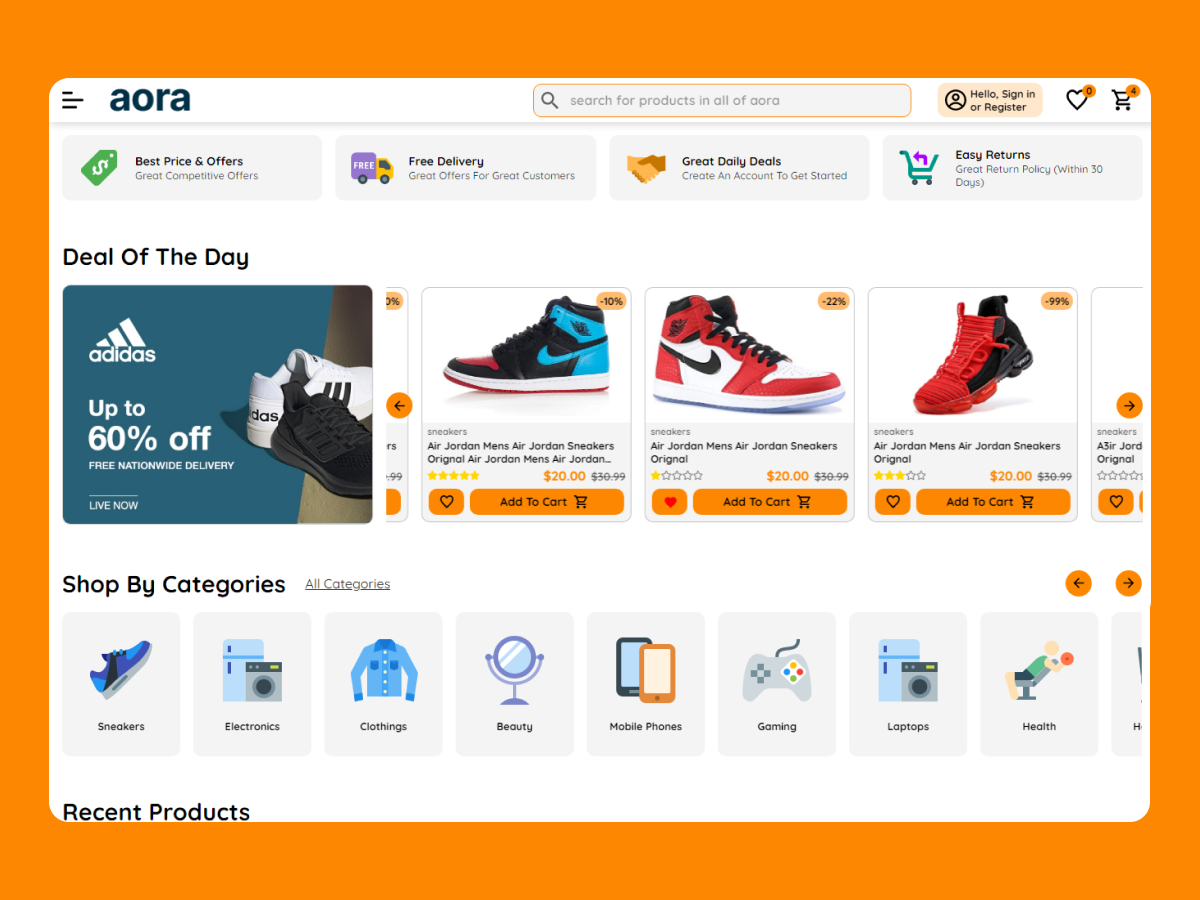 aora
search for products in all of aora
Hello, Sign in
or Register
0
4
Best Price & Offers
Great Competitive Offers
FREE
Free Delivery
Great Offers For Great Customers
Great Daily Deals
Create An Account To Get Started
Easy Returns
Great Return Policy (Within 30
Days)
Deal Of The Day
adidas
Up to
60% off
FREE NATIONWIDE DELIVERY
LIVE NOW
das
0%
rs
.99
-10%
sneakers
Air Jordan Mens Air Jordan Sneakers
Orignal Air Jordan Mens Air Jordan...
$20.00 $30.99
Add To Cart
-22%
sneakers
Air Jordan Mens Air Jordan Sneakers
Orignal
$20.00 $30.99
Add To Cart
-99%
sneakers
Air Jordan Mens Air Jordan Sneakers
Orignal
$20.00 $30.99
Add To Cart
sneakers
A3ir Jord
Orignal
Shop By Categories
All Categories
Sneakers
Electronics
Clothings
Beauty
Mobile Phones
Gaming
Laptops
Health
Recent Products